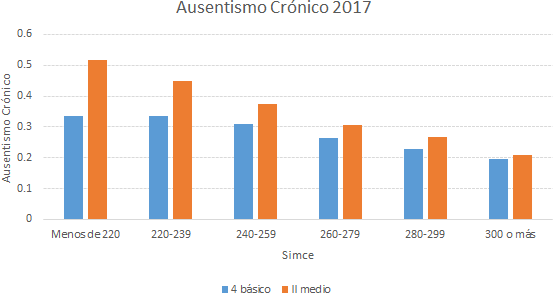 Ausentismo Crónico 2017
0.6
0.5
0.4
0.3
0.2
0.1
0
Ausentismo Crónico
Menos de 220 220-239 240-259 260-279 280-299 300 o más
Simce
4 básico II medio